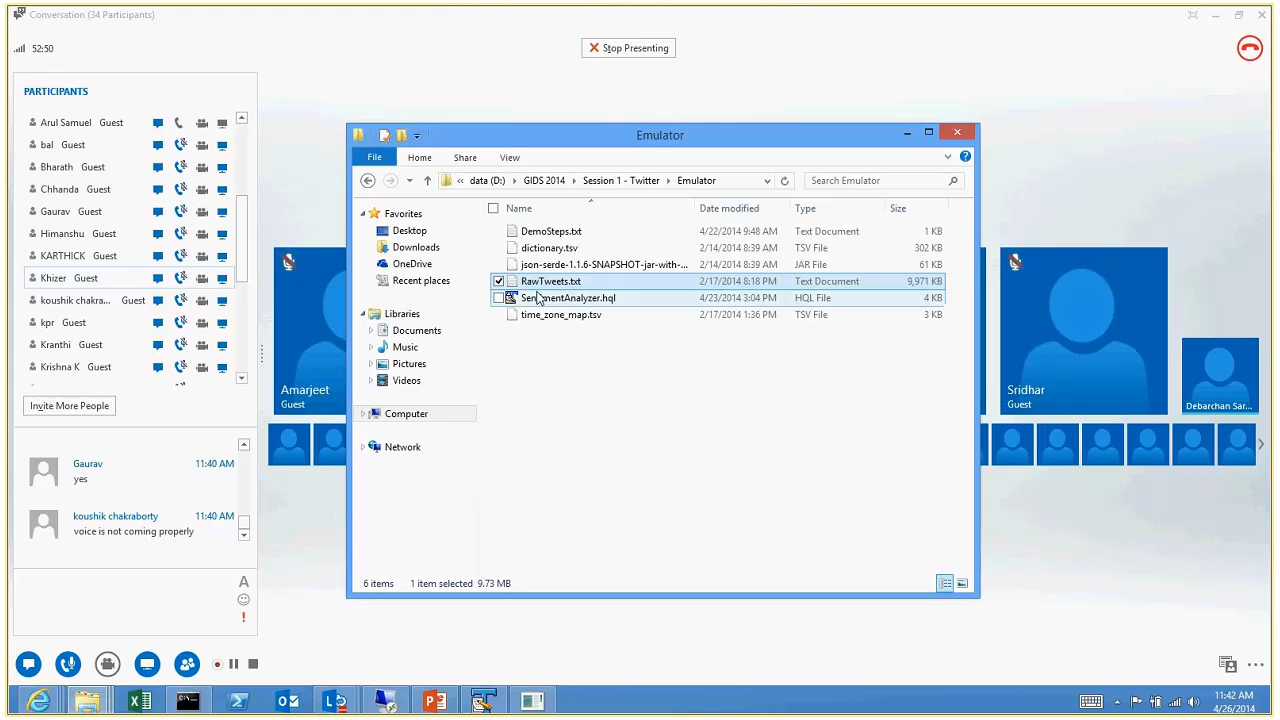 Conversation (34 Participants)
52:50
Stop Presenting
PARTICIPANTS
Arul Samuel Guest
bal Guest
Bharath Guest
Chhanda Guest
Gaurav Guest
Himanshu Guest
KARTHICK Guest
Khizer Guest
koushik chakra... Guest
kpr Guest
Kranthi Guest
Krishna K Guest
Invite More People
Gaurav 11:40 AM
yes
koushik chakraborty 11:40 AM
voice is not coming properly
A
!
Amarjeet
Guest
Sridhar
Guest
Debarchan Sar...
Emulator
File Home Share View
« data (D:) GIDS 2014 Session 1 - Twitter Emulator
Search Emulator
Favorites
Desktop
Downloads
OneDrive
Recent places
Libraries
Documents
Music
Pictures
Videos
Computer
Network
Name Date modified Type Size
DemoSteps.txt 4/22/2014 9:48 AM Text Document 1 KB
dictionary.tsv 2/14/2014 8:39 AM TSV File 302 KB
json-serde-1.1.6-SNAPSHOT-jar-with-... 2/14/2014 8:39 AM JAR File 61 KB
RawTweets.txt 2/17/2014 8:18 PM Text Document 9,971 KB
SentimentAnalyzer.hql 4/23/2014 3:04 PM HQL File 4 KB
time_zone_map.tsv 2/17/2014 1:36 PM TSV File 3 KB
6 items 1 item selected 9.73 MB
11:42 AM
4/26/2014